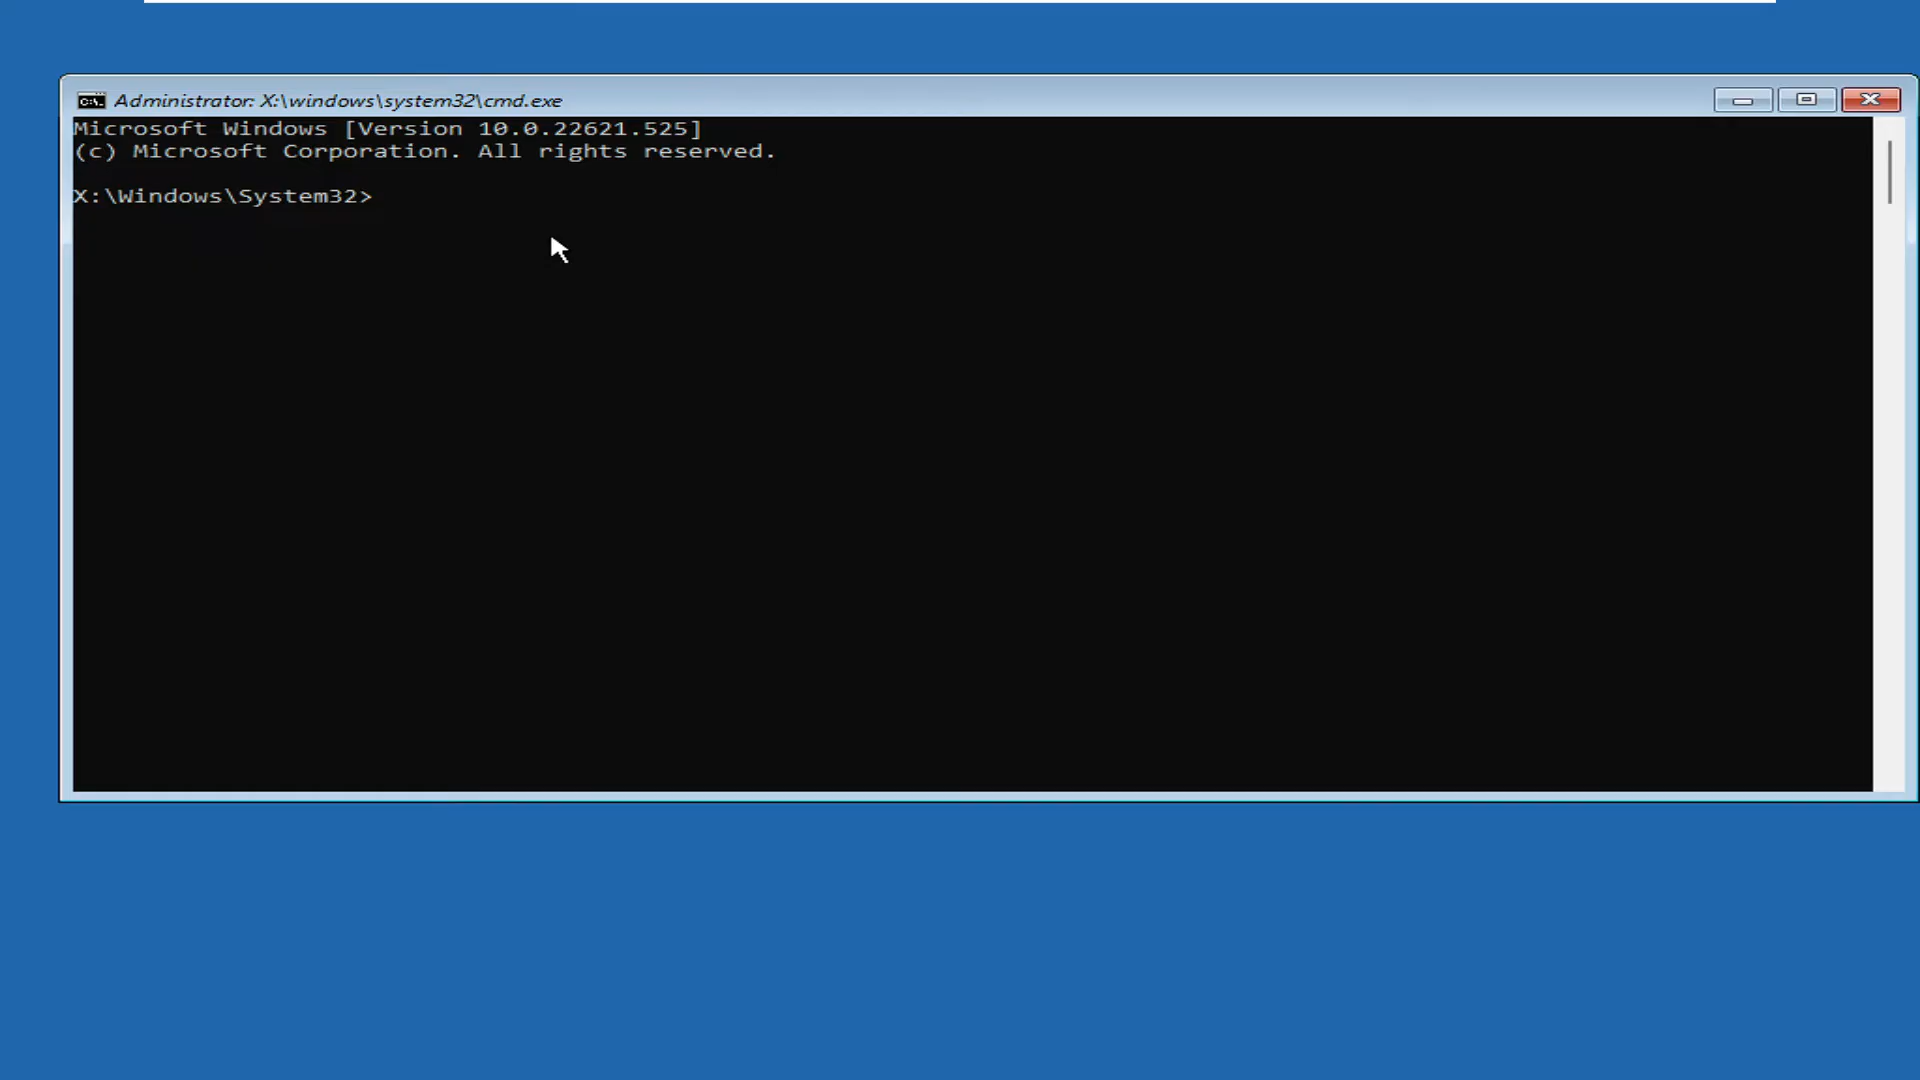 Administrator: X:\windows\system32\cmd.exe
Microsoft Windows [Version 10.0.22621.525]
(c) Microsoft Corporation. All rights reserved.
X:\Windows\System32>